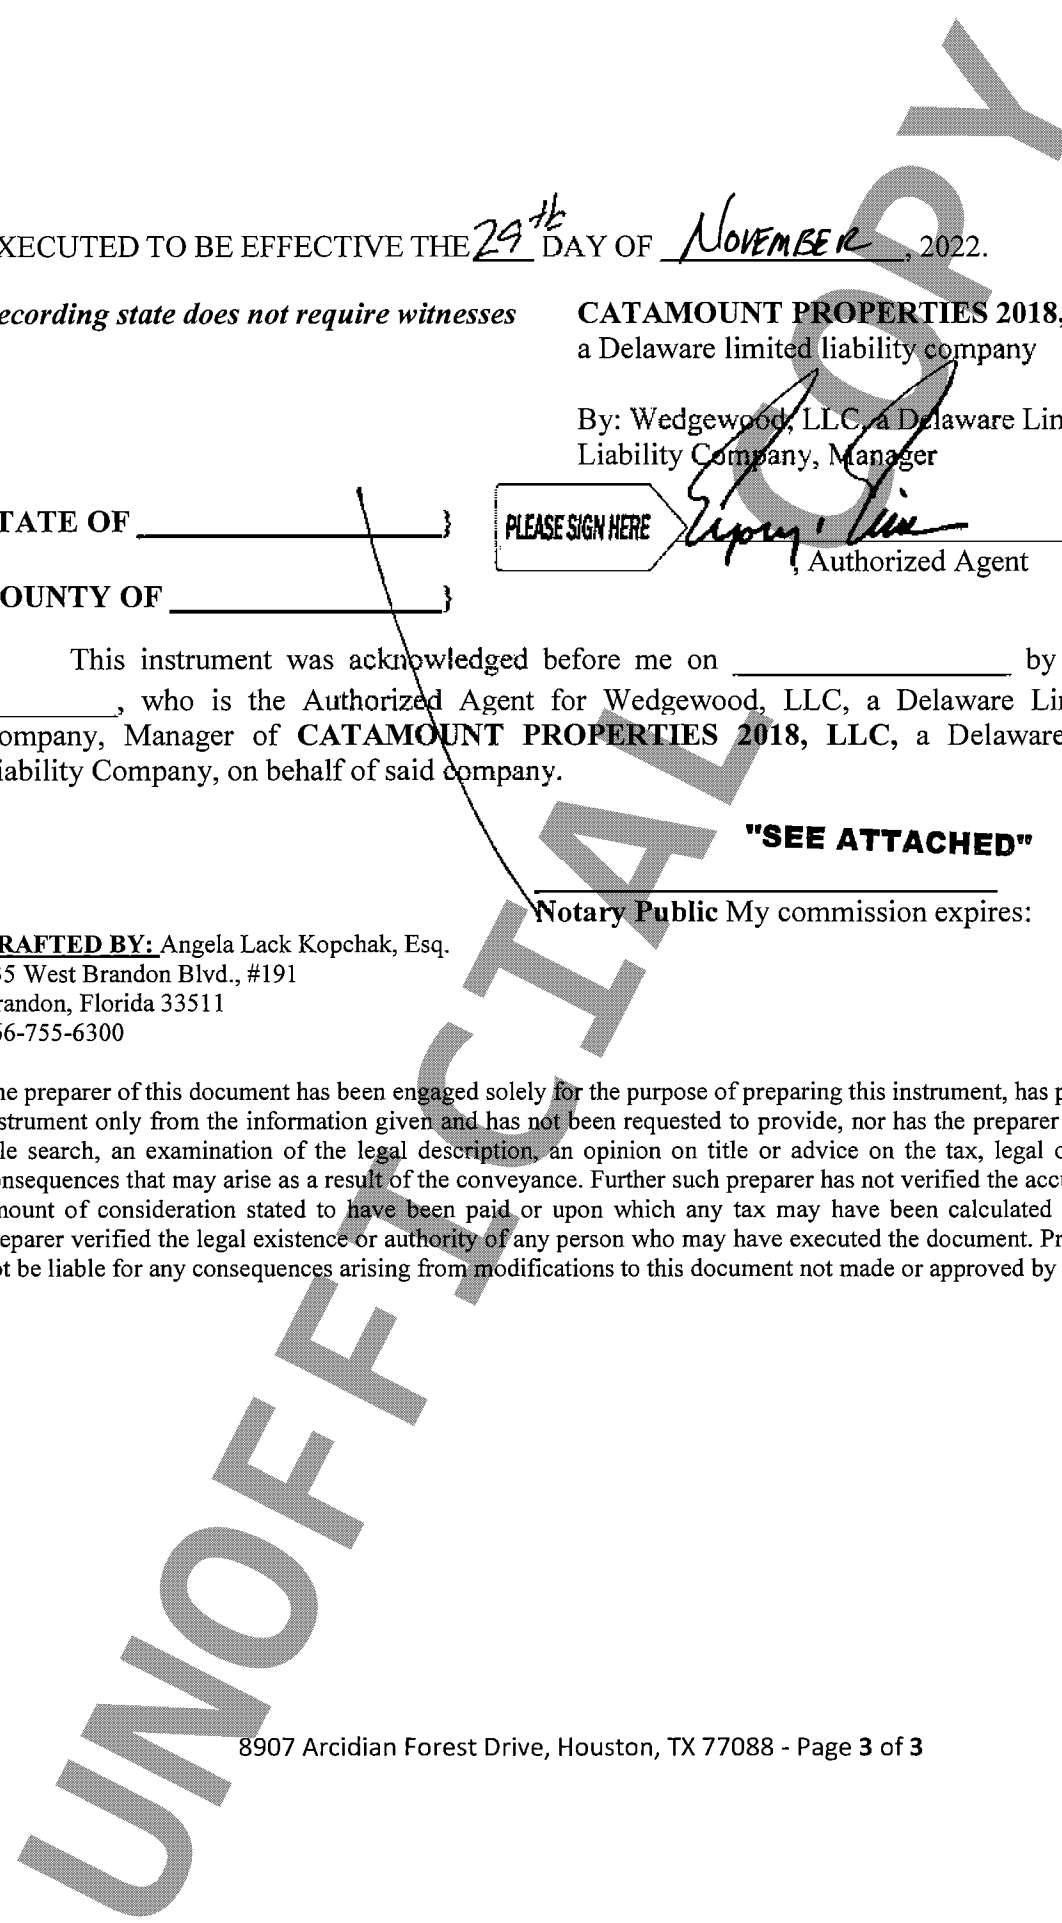 XECUTED TO BE EFFECTIVE THE 29th DAY OF NOVEMBER, 2022.
ecording state does not require witnesses
CATAMOUNT PROPERTIES 2018,
a Delaware limited liability company
By: Wedgewood, LLC, a Delaware Lim
Liability Company, Manager
TATE OF }
PLEASE SIGN HERE
, Authorized Agent
OUNTY OF }
This instrument was acknowledged before me on by
, who is the Authorized Agent for Wedgewood, LLC, a Delaware Li
ompany, Manager of CATAMOUNT PROPERTIES 2018, LLC, a Delaware
iability Company, on behalf of said company.
"SEE ATTACHED"
Notary Public My commission expires:
RAFTED BY: Angela Lack Kopchak, Esq.
35 West Brandon Blvd., #191
randon, Florida 33511
66-755-6300
he preparer of this document has been engaged solely for the purpose of preparing this instrument, has p
strument only from the information given and has not been requested to provide, nor has the preparer
le search, an examination of the legal description, an opinion on title or advice on the tax, legal o
nsequences that may arise as a result of the conveyance. Further such preparer has not verified the acc
mount of consideration stated to have been paid or upon which any tax may have been calculated
eparer verified the legal existence or authority of any person who may have executed the document. Pr
ot be liable for any consequences arising from modifications to this document not made or approved by
8907 Arcidian Forest Drive, Houston, TX 77088 - Page 3 of 3
UNOFFICIAL COPY